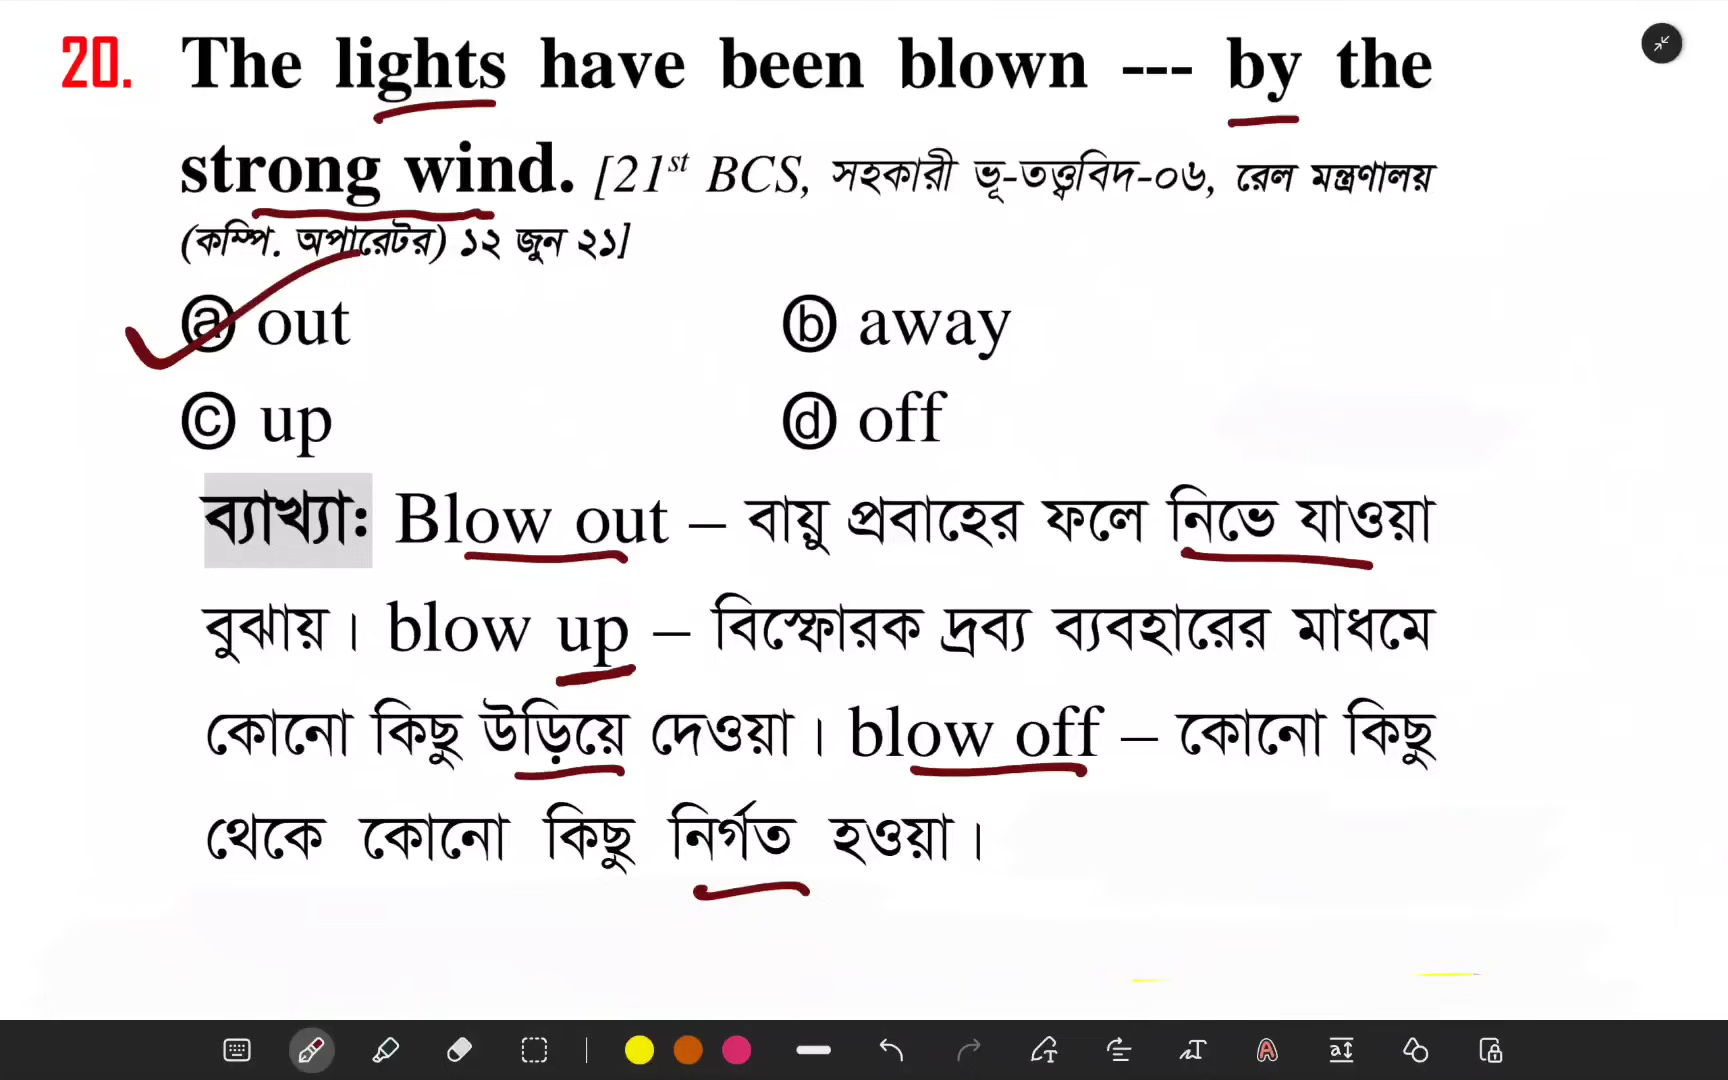 20. The lights have been blown --- by the
strong wind. [21st BCS, সহকারী ভূ-তত্ত্ববিদ-০৬, রেল মন্ত্রণালয়
(কম্পি. অপারেটর) ১২ জুন ২১]
ⓐ out ⓑ away
ⓒ up ⓓ off
ব্যাখ্যা: Blow out – বায়ু প্রবাহের ফলে নিভে যাওয়া
বুঝায়। blow up – বিস্ফোরক দ্রব্য ব্যবহারের মাধমে
কোনো কিছু উড়িয়ে দেওয়া। blow off – কোনো কিছু
থেকে কোনো কিছু নির্গত হওয়া।